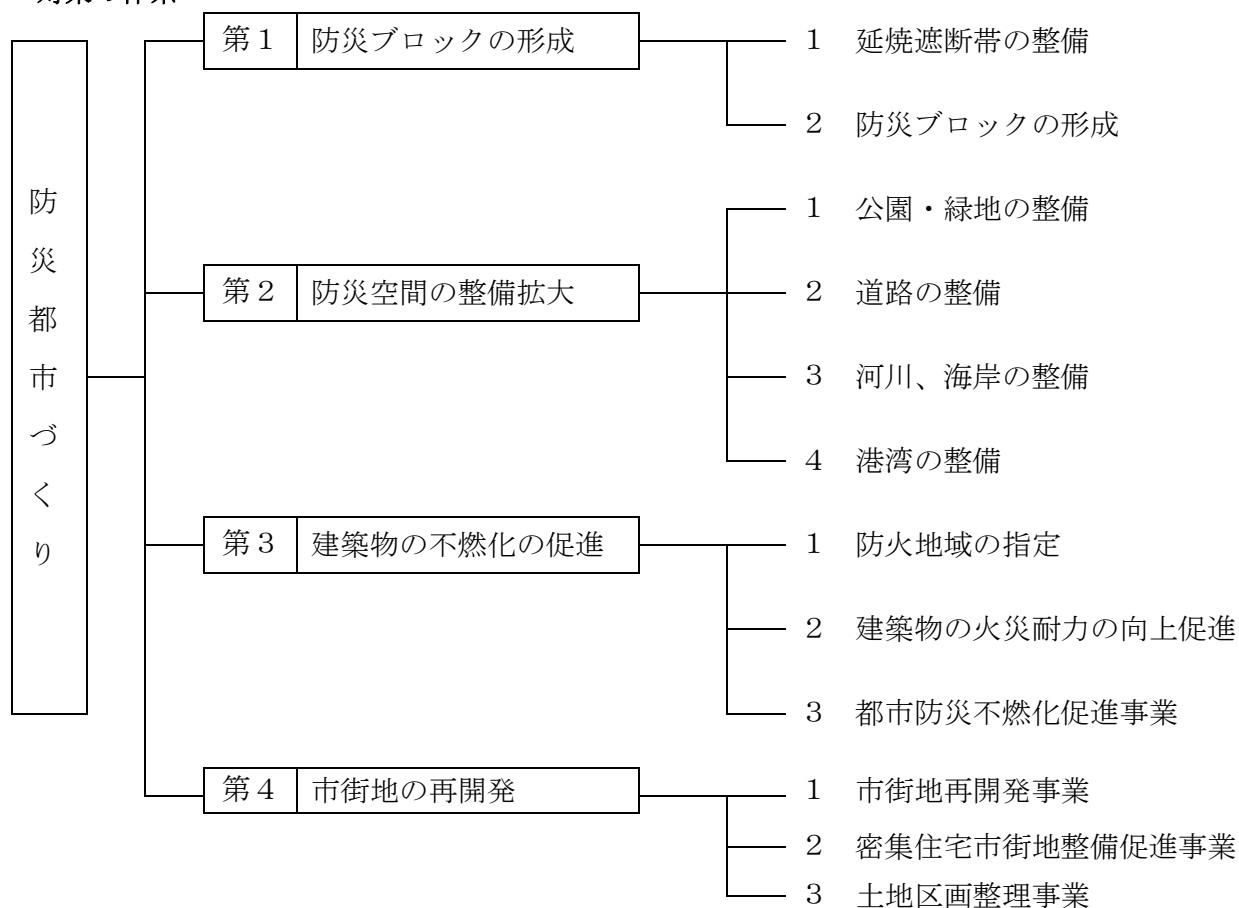 防災都市づくり
第１ 防災ブロックの形成
１ 延焼遮断帯の整備
２ 防災ブロックの形成
第２ 防災空間の整備拡大
１ 公園・緑地の整備
２ 道路の整備
３ 河川、海岸の整備
４ 港湾の整備
第３ 建築物の不燃化の促進
１ 防火地域の指定
２ 建築物の火災耐力の向上促進
３ 都市防災不燃化促進事業
第４ 市街地の再開発
１ 市街地再開発事業
２ 密集住宅市街地整備促進事業
３ 土地区画整理事業